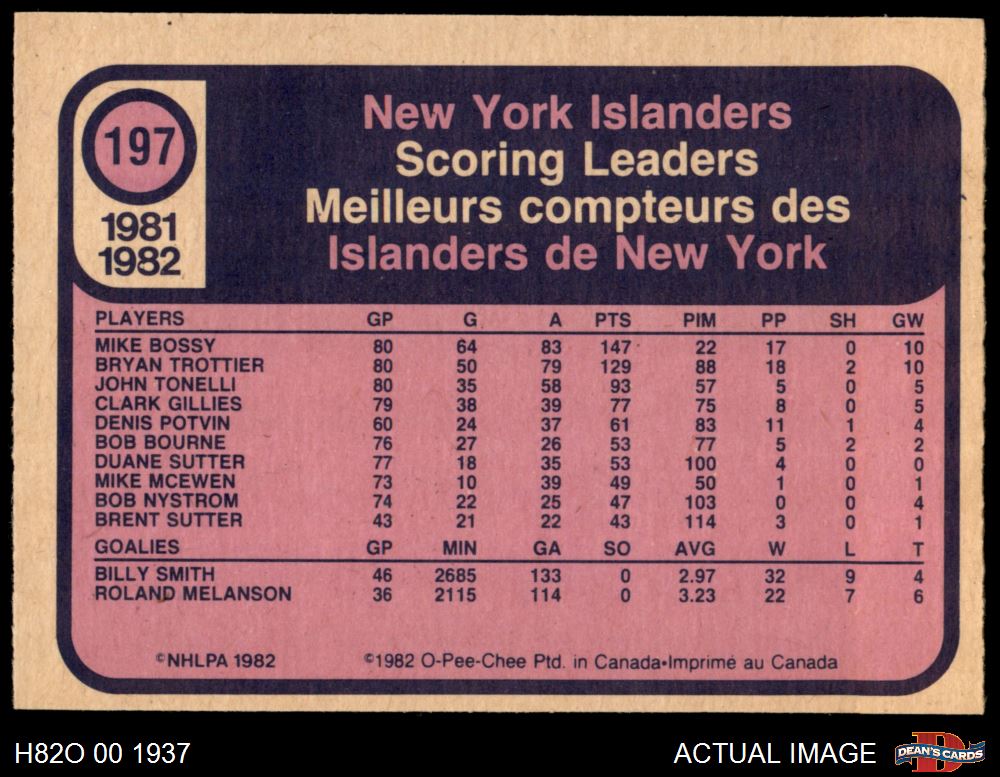 197
1981
1982
New York Islanders
Scoring Leaders
Meilleurs compteurs des
Islanders de New York
PLAYERS GP G A PTS PIM PP SH GW
MIKE BOSSY 80 64 83 147 22 17 0 10
BRYAN TROTTIER 80 50 79 129 88 18 2 10
JOHN TONELLI 80 35 58 93 57 5 0 5
CLARK GILLIES 79 38 39 77 75 8 0 5
DENIS POTVIN 60 24 37 61 83 11 1 4
BOB BOURNE 76 27 26 53 77 5 2 2
DUANE SUTTER 77 18 35 53 100 4 0 0
MIKE MCEWEN 73 10 39 49 50 1 0 1
BOB NYSTROM 74 22 25 47 103 0 0 4
BRENT SUTTER 43 21 22 43 114 3 0 1
GOALIES GP MIN GA SO AVG W L T
BILLY SMITH 46 2685 133 0 2.97 32 9 4
ROLAND MELANSON 36 2115 114 0 3.23 22 7 6
©NHLPA 1982 ©1982 O-Pee-Chee Ptd. in Canada•Imprimé au Canada
H82O 00 1937 ACTUAL IMAGE DEAN'S CARDS